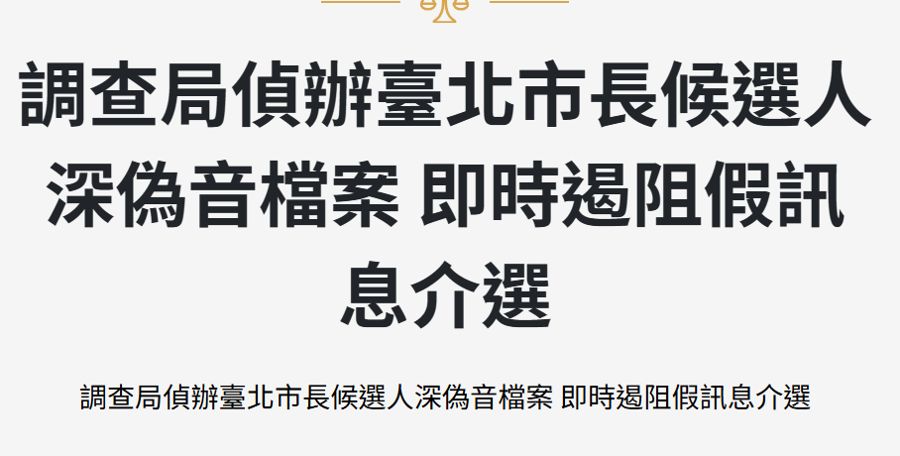 調查局偵辦臺北市長候選人
深偽音檔案 即時遏阻假訊
息介選
調查局偵辦臺北市長候選人深偽音檔案 即時遏阻假訊息介選